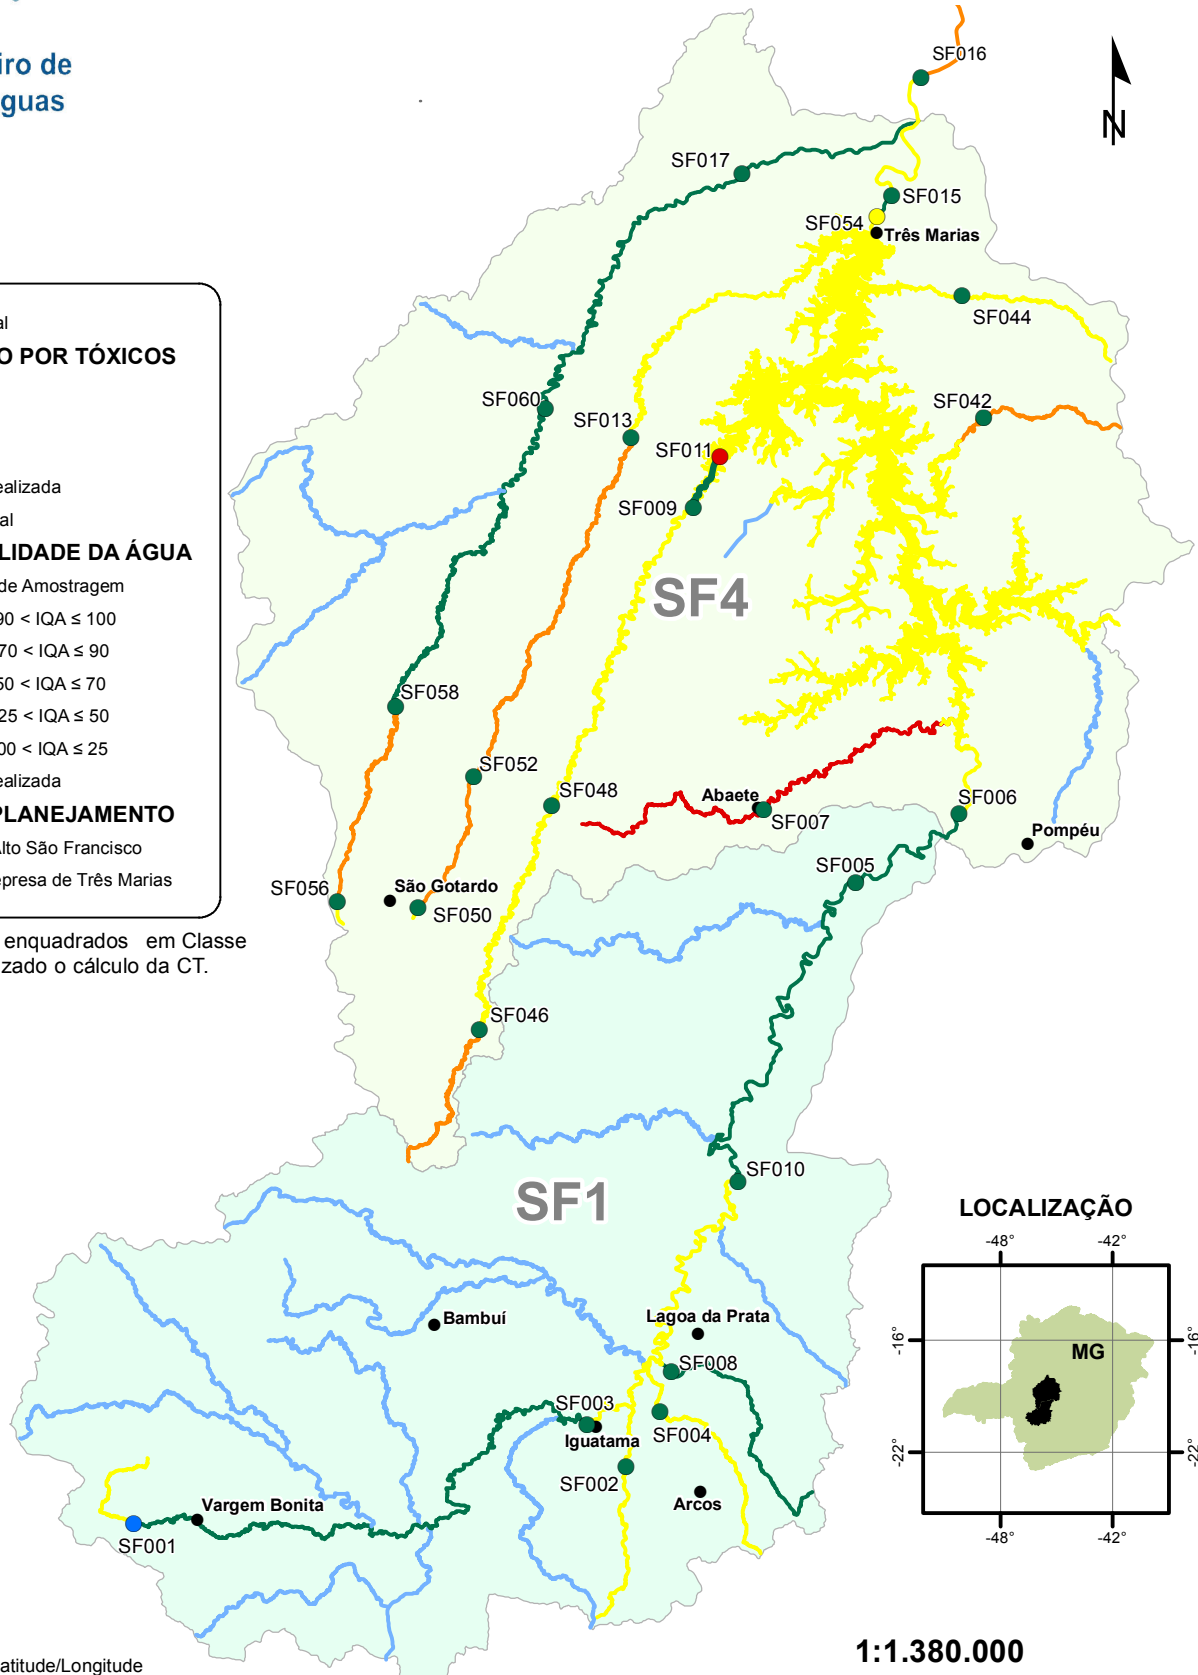 iro de
guas
al
O POR TÓXICOS
ealizada
al
LIDADE DA ÁGUA
de Amostragem
90 < IQA ≤ 100
70 < IQA ≤ 90
50 < IQA ≤ 70
25 < IQA ≤ 50
00 < IQA ≤ 25
ealizada
PLANEJAMENTO
Alto São Francisco
epresa de Três Marias
enquadrados em Classe
zado o cálculo da CT.
atitude/Longitude
SF016
N
SF017
SF015
SF054
Três Marias
SF044
SF060
SF013
SF042
SF011
SF009
SF4
SF058
SF052
SF048
Abaete
SF007
SF006
Pompéu
SF005
SF056
São Gotardo
SF050
SF046
SF010
SF1
Bambuí
Lagoa da Prata
SF008
SF003
Iguatama
SF004
SF002
Arcos
Vargem Bonita
SF001
LOCALIZAÇÃO
-48°
-42°
-16°
-16°
MG
-22°
-22°
-48°
-42°
1:1.380.000